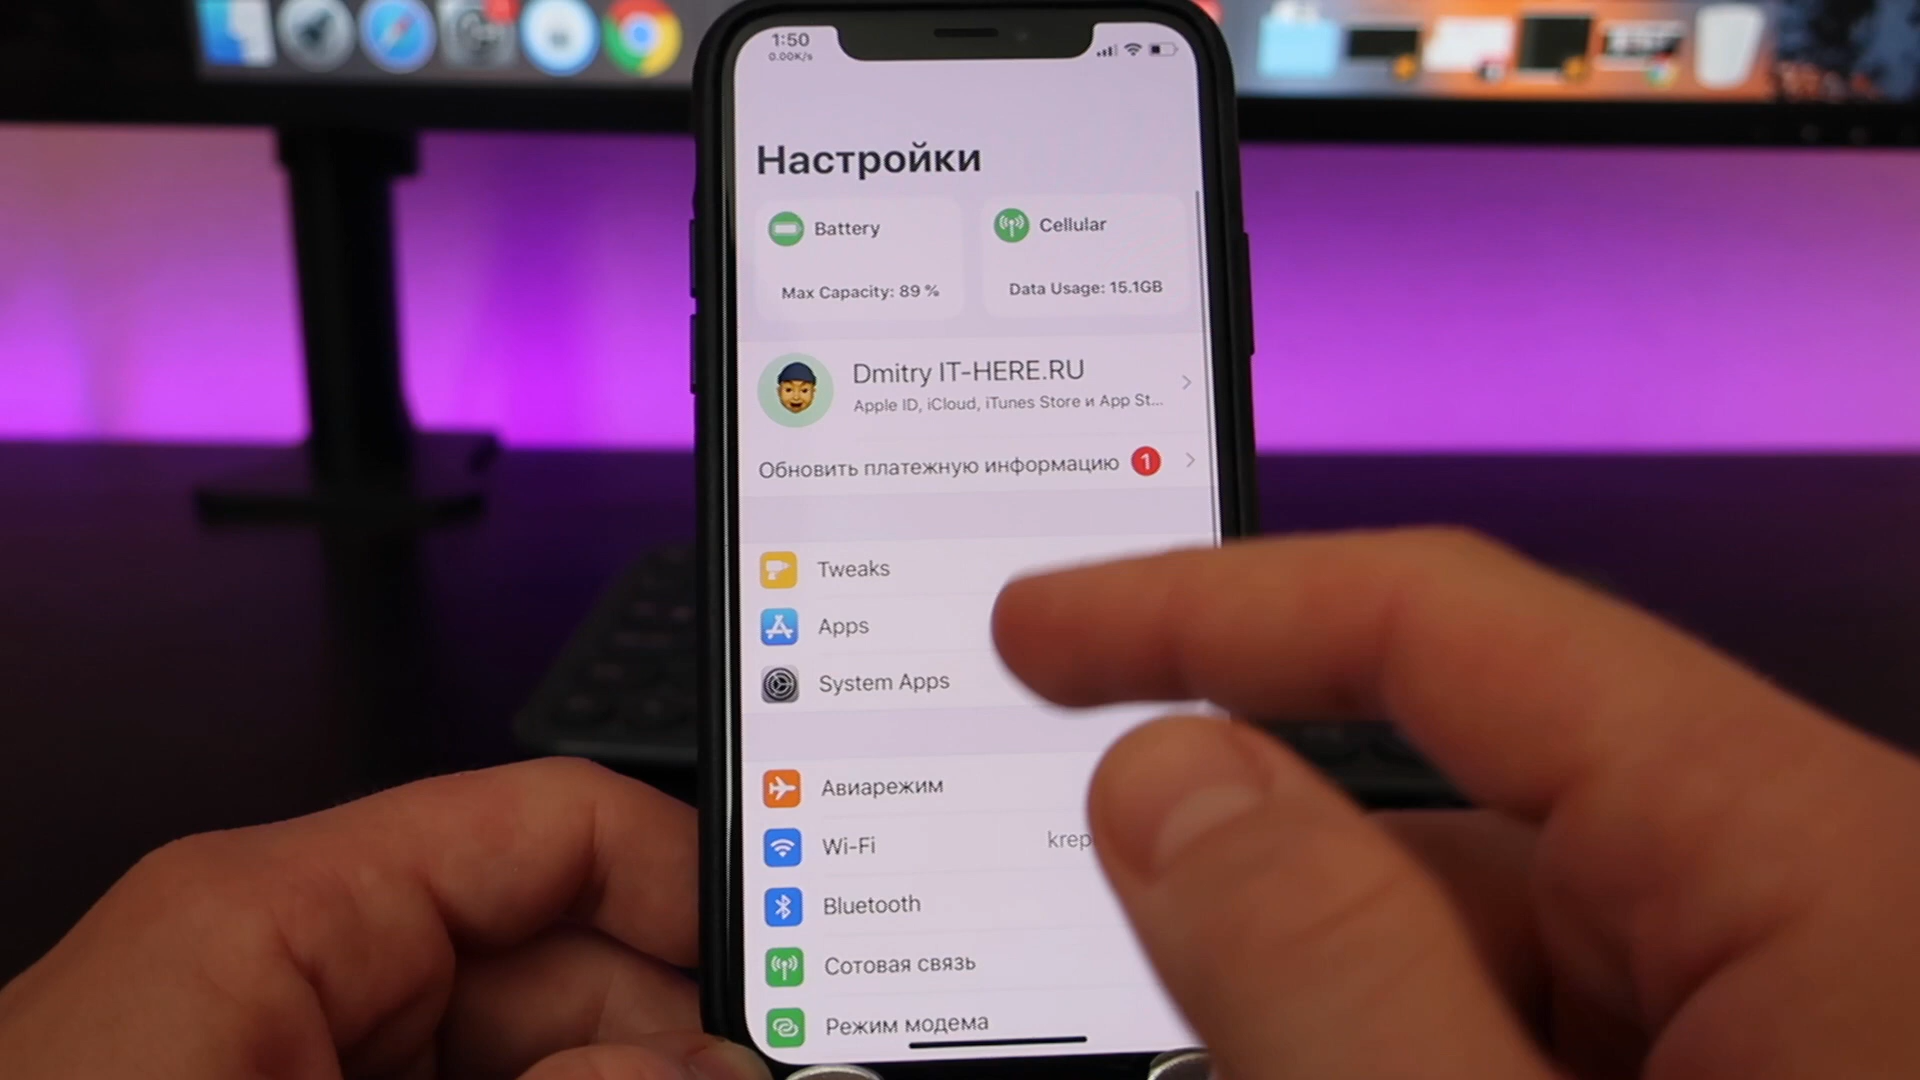 1:50
0.00K/s
Настройки
Battery
Cellular
Max Capacity: 89 %
Data Usage: 15.1GB
Dmitry IT-HERE.RU
Apple ID, iCloud, iTunes Store и App St...
Обновить платежную информацию 1
Tweaks
Apps
System Apps
Авиарежим
Wi-Fi krep
Bluetooth
Сотовая связь
Режим модема